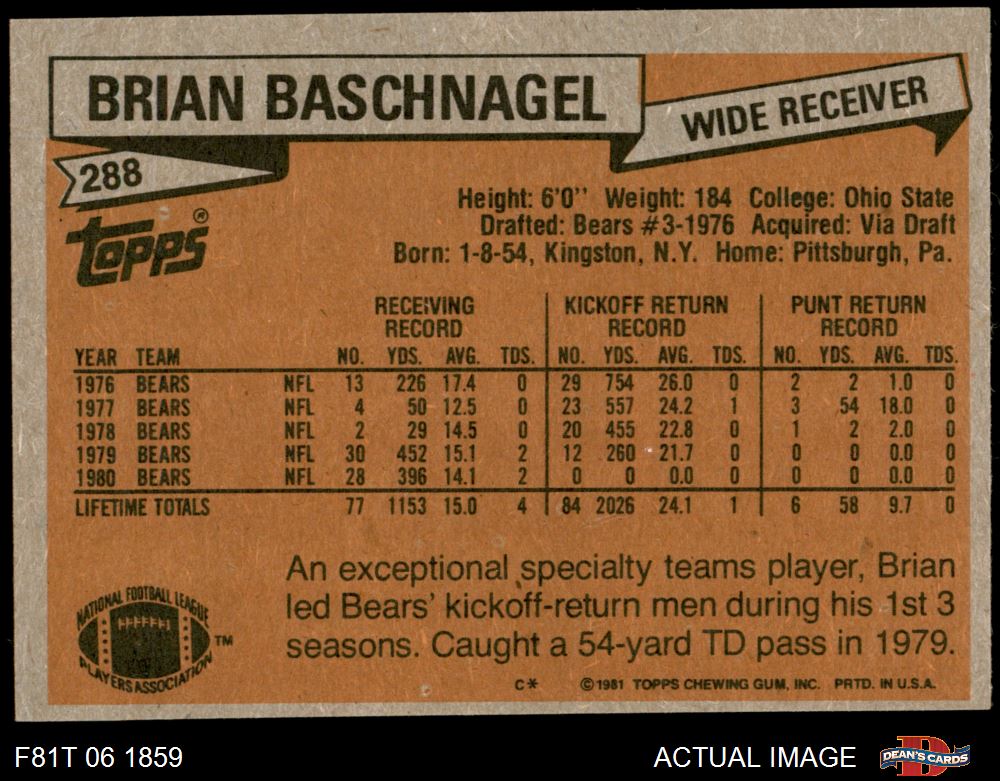 BRIAN BASCHNAGEL
WIDE RECEIVER
288
topps®
Height: 6'0'' Weight: 184 College: Ohio State
Drafted: Bears #3-1976 Acquired: Via Draft
Born: 1-8-54, Kingston, N.Y. Home: Pittsburgh, Pa.
RECEIVING RECORD KICKOFF RETURN RECORD PUNT RETURN RECORD
YEAR TEAM NO. YDS. AVG. TDS. NO. YDS. AVG. TDS. NO. YDS. AVG. TDS.
1976 BEARS NFL 13 226 17.4 0 29 754 26.0 0 2 2 1.0 0
1977 BEARS NFL 4 50 12.5 0 23 557 24.2 1 3 54 18.0 0
1978 BEARS NFL 2 29 14.5 0 20 455 22.8 0 1 2 2.0 0
1979 BEARS NFL 30 452 15.1 2 12 260 21.7 0 0 0 0.0 0
1980 BEARS NFL 28 396 14.1 2 0 0 0.0 0 0 0 0.0 0
LIFETIME TOTALS 77 1153 15.0 4 84 2026 24.1 1 6 58 9.7 0
An exceptional specialty teams player, Brian
led Bears' kickoff-return men during his 1st 3
seasons. Caught a 54-yard TD pass in 1979.
NATIONAL FOOTBALL LEAGUE
PLAYERS ASSOCIATION
TM
C* ©1981 TOPPS CHEWING GUM, INC. PRTD. IN U.S.A.
F81T 06 1859
ACTUAL IMAGE
DEAN'S CARDS